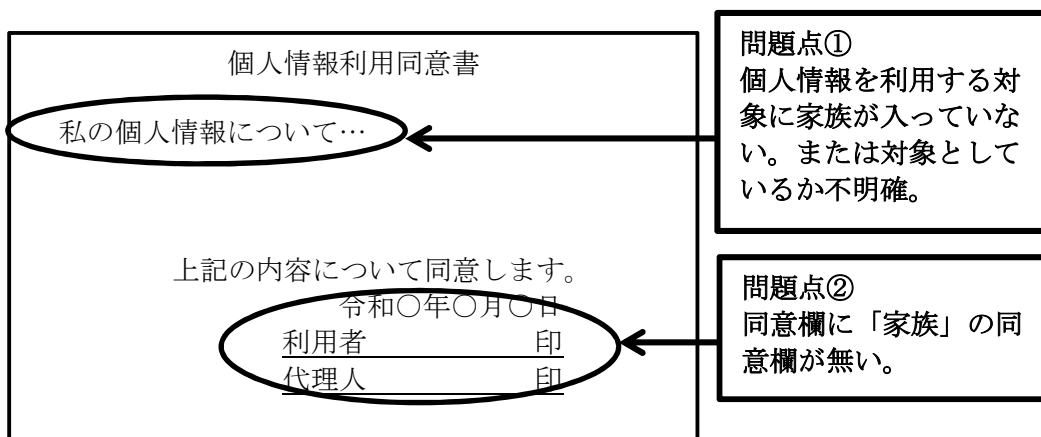 個人情報利用同意書
私の個人情報について…
上記の内容について同意します。
令和〇年〇月〇日
利用者 印
代理人 印
問題点①
個人情報を利用する対
象に家族が入っていな
い。または対象として
いるか不明確。
問題点②
同意欄に「家族」の同
意欄が無い。